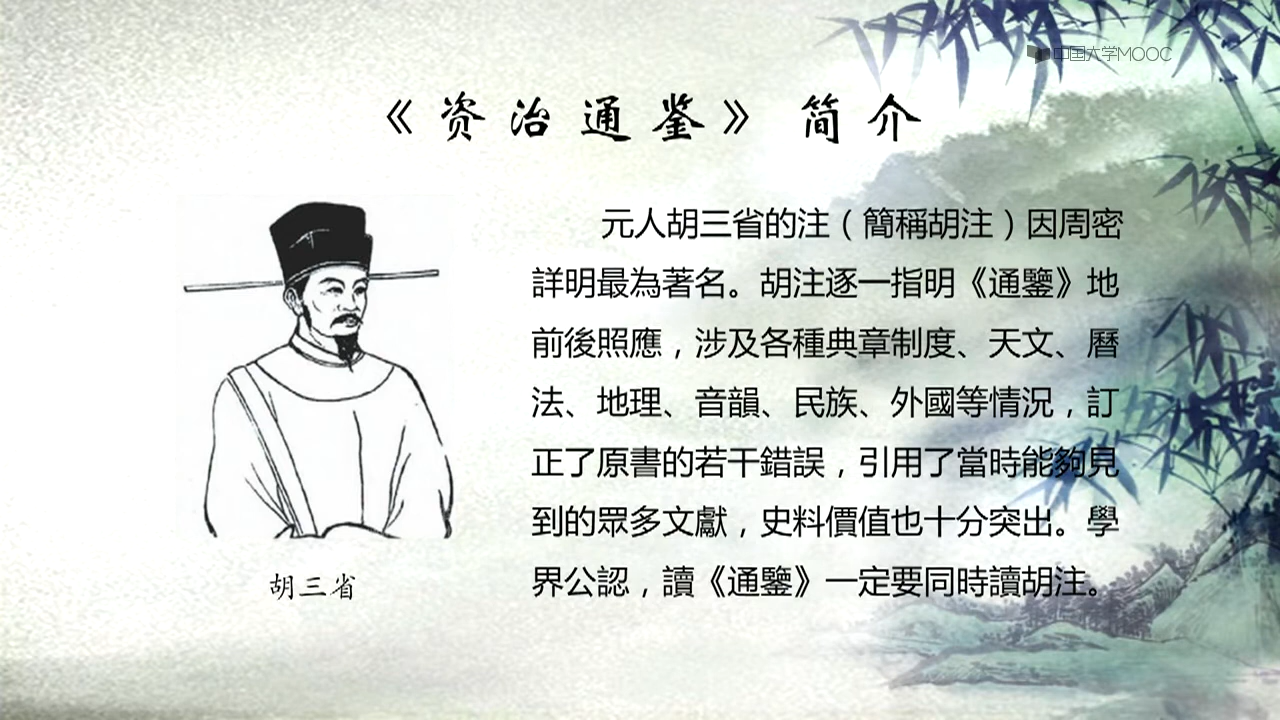 中国大学MOOC
《资治通鉴》简介
元人胡三省的注（簡稱胡注）因周密
詳明最為著名。胡注逐一指明《通鑒》地
前後照應，涉及各種典章制度、天文、曆
法、地理、音韻、民族、外國等情況，訂
正了原書的若干錯誤，引用了當時能夠見
到的眾多文獻，史料價值也十分突出。學
界公認，讀《通鑒》一定要同時讀胡注。
胡三省